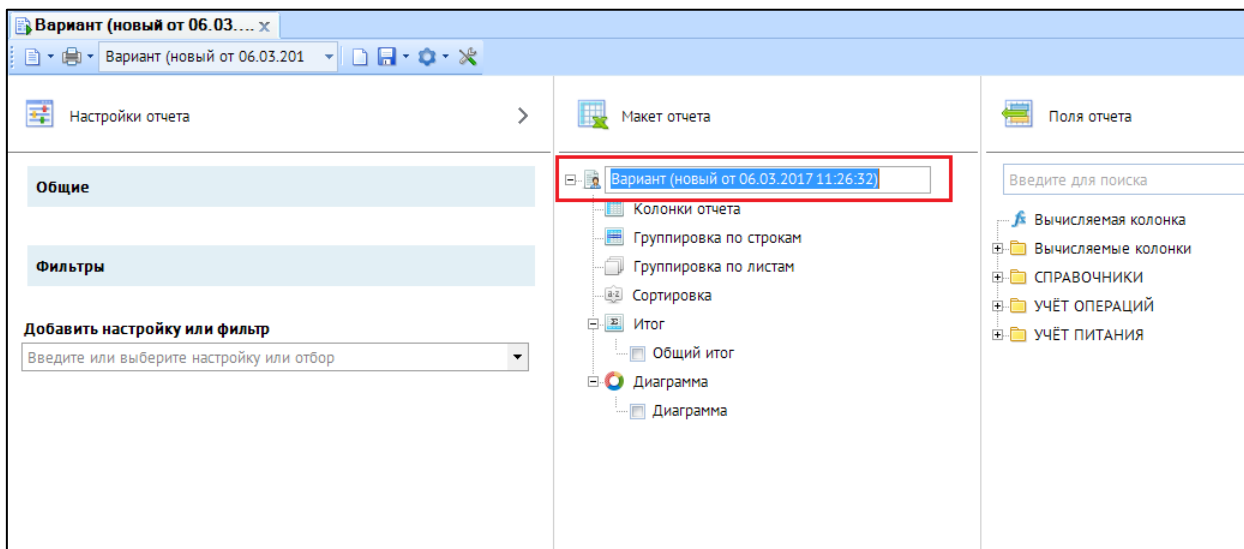 Вариант (новый от 06.03.... x
Вариант (новый от 06.03.201
Настройки отчета
Общие
Фильтры
Добавить настройку или фильтр
Введите или выберите настройку или отбор
Макет отчета
Вариант (новый от 06.03.2017 11:26:32)
Колонки отчета
Группировка по строкам
Группировка по листам
a-z Сортировка
Σ Итог
Общий итог
Диаграмма
Диаграмма
Поля отчета
Введите для поиска
fx Вычисляемая колонка
Вычисляемые колонки
СПРАВОЧНИКИ
УЧЁТ ОПЕРАЦИЙ
УЧЁТ ПИТАНИЯ